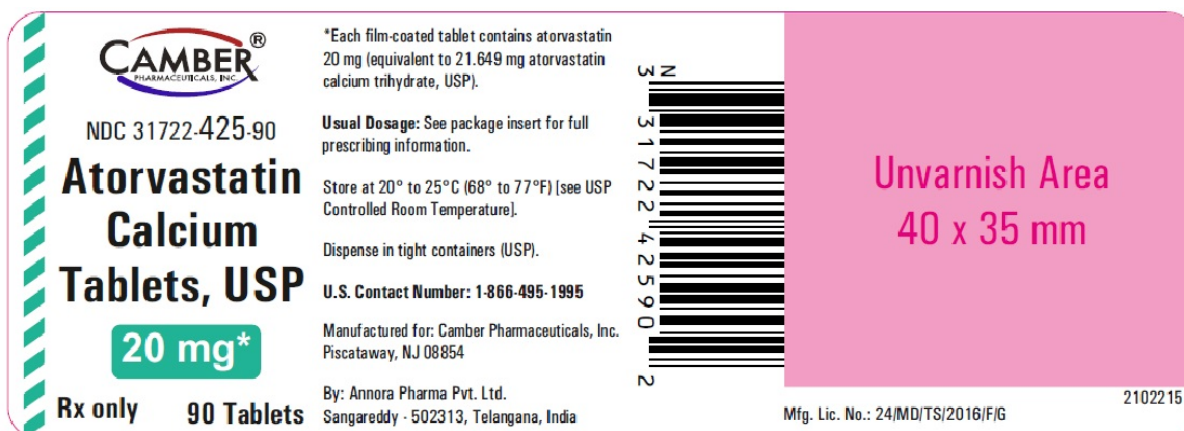 CAMBER®
PHARMACEUTICALS, INC.
NDC 31722-425-90
Atorvastatin
Calcium
Tablets, USP
20 mg*
Rx only 90 Tablets
*Each film-coated tablet contains atorvastatin
20 mg (equivalent to 21.649 mg atorvastatin
calcium trihydrate, USP).
Usual Dosage: See package insert for full
prescribing information.
Store at 20° to 25°C (68° to 77°F) [see USP
Controlled Room Temperature].
Dispense in tight containers (USP).
U.S. Contact Number: 1-866-495-1995
Manufactured for: Camber Pharmaceuticals, Inc.
Piscataway, NJ 08854
By: Annora Pharma Pvt. Ltd.
Sangareddy - 502313, Telangana, India
N
3 31722 42590 2
Unvarnish Area
40 x 35 mm
2102215
Mfg. Lic. No.: 24/MD/TS/2016/F/G